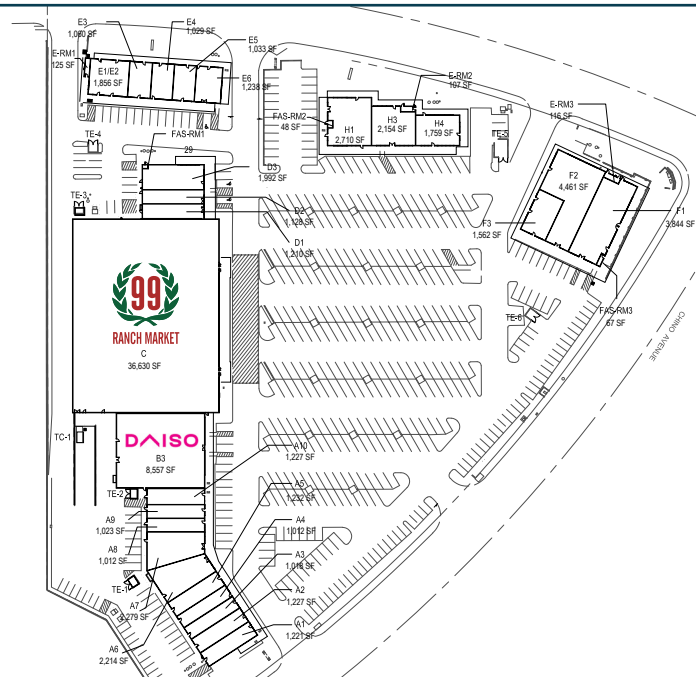 E3
1,060 SF
E4
1,029 SF
E5
1,033 SF
E-RM1
125 SF
E1/E2
1,856 SF
E6
1,238 SF
E-RM2
107 SF
FAS-RM2
48 SF
H1
2,710 SF
H3
2,154 SF
H4
1,759 SF
TE-5
E-RM3
116 SF
TE-4
FAS-RM1
29
D3
1,992 SF
F2
4,461 SF
F1
3,844 SF
F3
1,562 SF
TE-3
D2
1,128 SF
D1
1,210 SF
99
RANCH MARKET
C
36,630 SF
FAS-RM3
67 SF
TE-6
CHINO AVENUE
TC-1
DAISO
B3
8,557 SF
A10
1,227 SF
TE-2
A5
1,232 SF
A9
1,023 SF
A4
1,012 SF
A8
1,012 SF
A3
1,018 SF
TE-1
A2
1,227 SF
A7
,279 SF
A1
1,221 SF
A6
2,214 SF